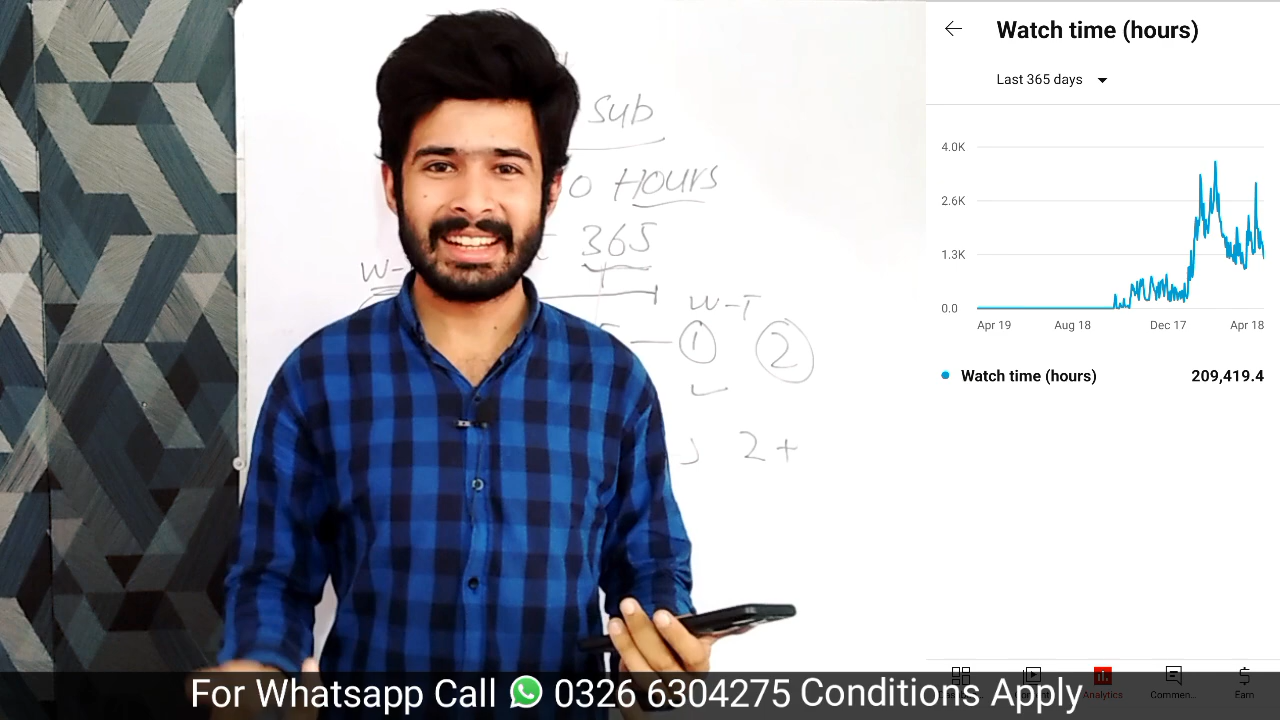 Sub
0 Hours
365
W-
W-T
1
2
2+
Watch time (hours)
Last 365 days
4.0K
2.6K
1.3K
0.0
Apr 19 Aug 18 Dec 17 Apr 18
Watch time (hours) 209,419.4
Analytics
Commen..
Earn
For Whatsapp Call 0326 6304275 Conditions Apply